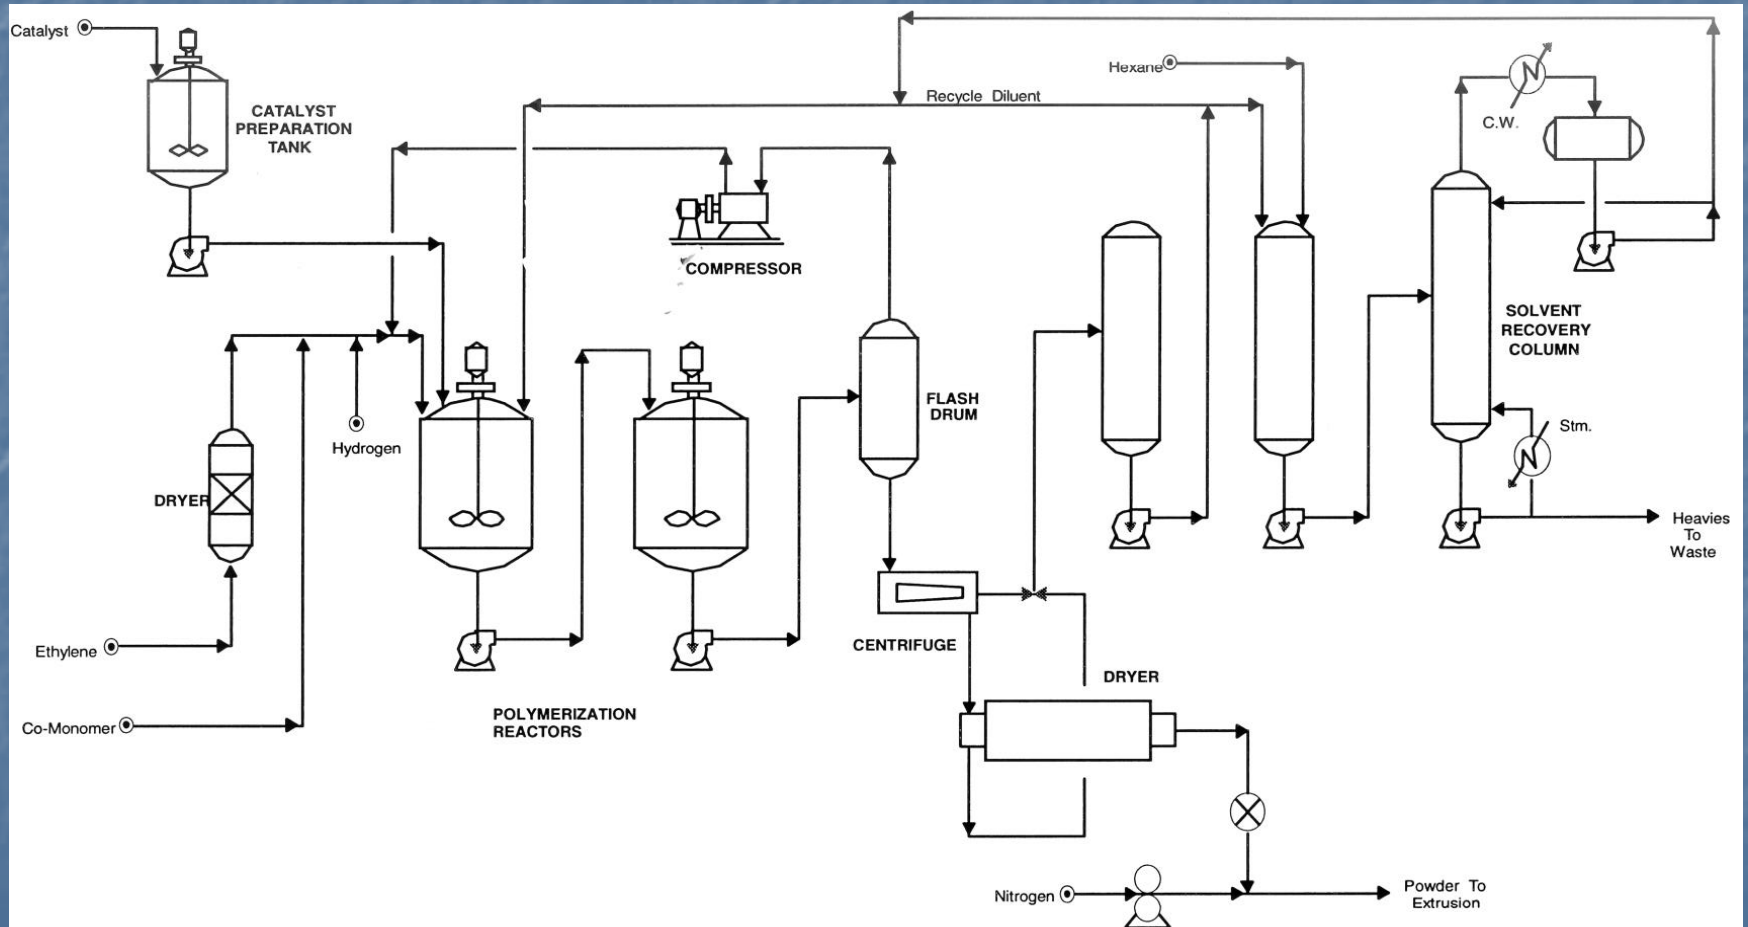 Catalyst
CATALYST
PREPARATION
TANK
Hexane
Recycle Diluent
C.W.
COMPRESSOR
SOLVENT
RECOVERY
COLUMN
FLASH
DRUM
Stm.
Hydrogen
DRYER
Heavies
To
Waste
Ethylene
CENTRIFUGE
DRYER
POLYMERIZATION
REACTORS
Co-Monomer
Nitrogen
Powder To
Extrusion